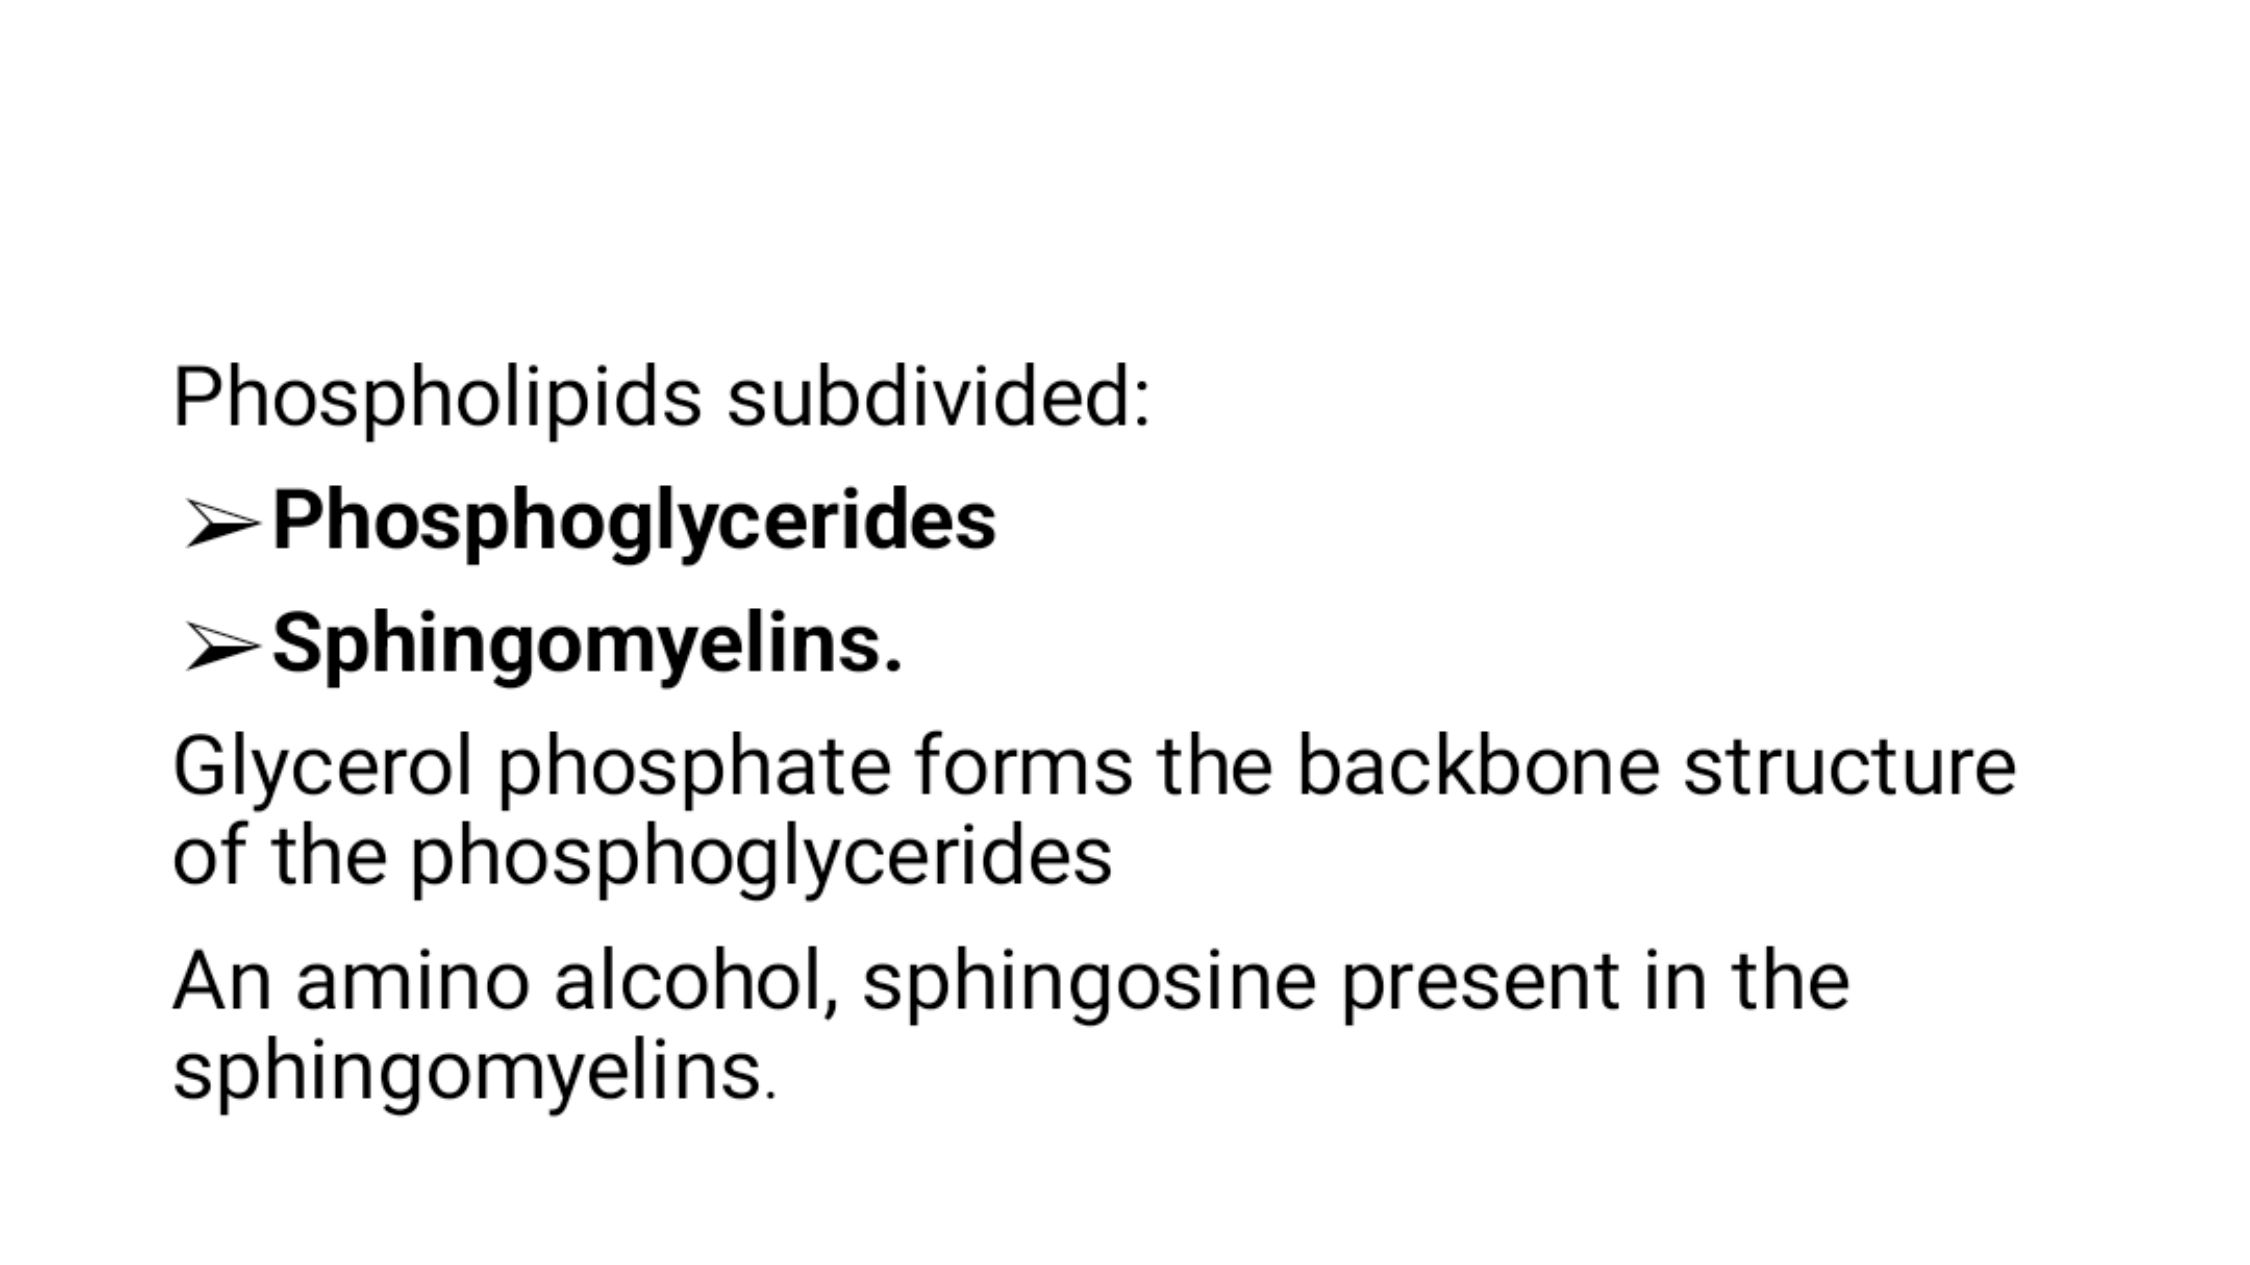 Phospholipids subdivided:
➢Phosphoglycerides
➢Sphingomyelins.
Glycerol phosphate forms the backbone structure
of the phosphoglycerides
An amino alcohol, sphingosine present in the
sphingomyelins.